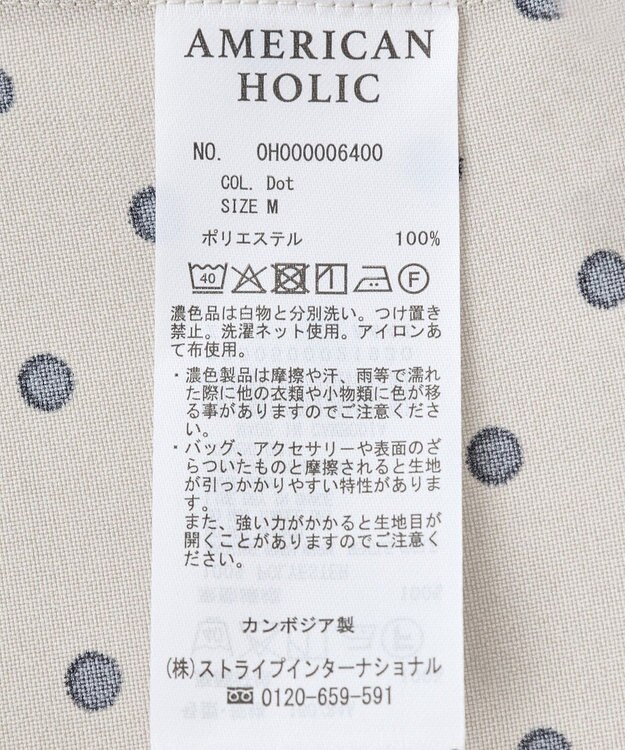 AMERICAN
HOLIC
NO. 0H000006400
COL. Dot
SIZE M
ポリエステル 100%
40 F
濃色品は白物と分別洗い。つけ置き
禁止。洗濯ネット使用。アイロンあ
て布使用。
・濃色製品は摩擦や汗、雨等で濡れ
た際に他の衣類や小物類に色が移
る事がありますのでご注意くださ
い。
・バッグ、アクセサリーや表面のざ
らついたものと摩擦されると生地
が引っかかりやすい特性がありま
す。
また、強い力がかかると生地目が
開くことがありますのでご注意く
ださい。
カンボジア製
(株)ストライプインターナショナル
0120-659-591